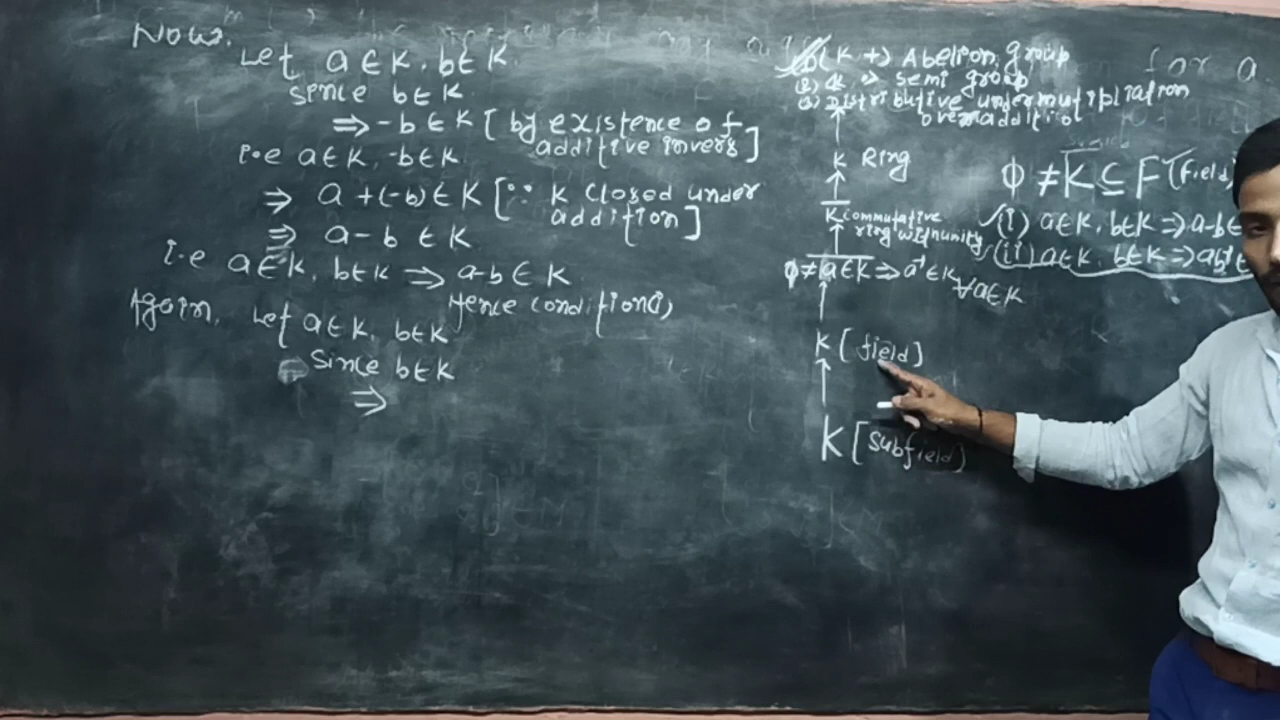 Now.
Let a ∈ K, b ∈ K.
Since b ∈ K
⇒ -b ∈ K [by existence of
additive invers]
i.e a ∈ K, -b ∈ K
⇒ a + (-b) ∈ K [∵ K closed under
addition]
⇒ a - b ∈ K
i.e a ∈ K, b ∈ K ⇒ a-b ∈ K
Hence condition (i)
Again, Let a ∈ K, b ∈ K
Since b ∈ K
⇒
(K +) Abelian group
(2) semi group
(3) Distributive under multiplication
over addition
K Ring
K commutative
ring with unity
ϕ ≠ a ∈ K ⇒ a⁻¹ ∈ K
∀ a ∈ K
K [field]
K [Subfield]
for a
ϕ ≠ K ⊆ F (field)
(i) a ∈ K, b ∈ K ⇒ a-b ∈
(ii) a ∈ K, b ∈ K ⇒ ab⁻¹ ∈